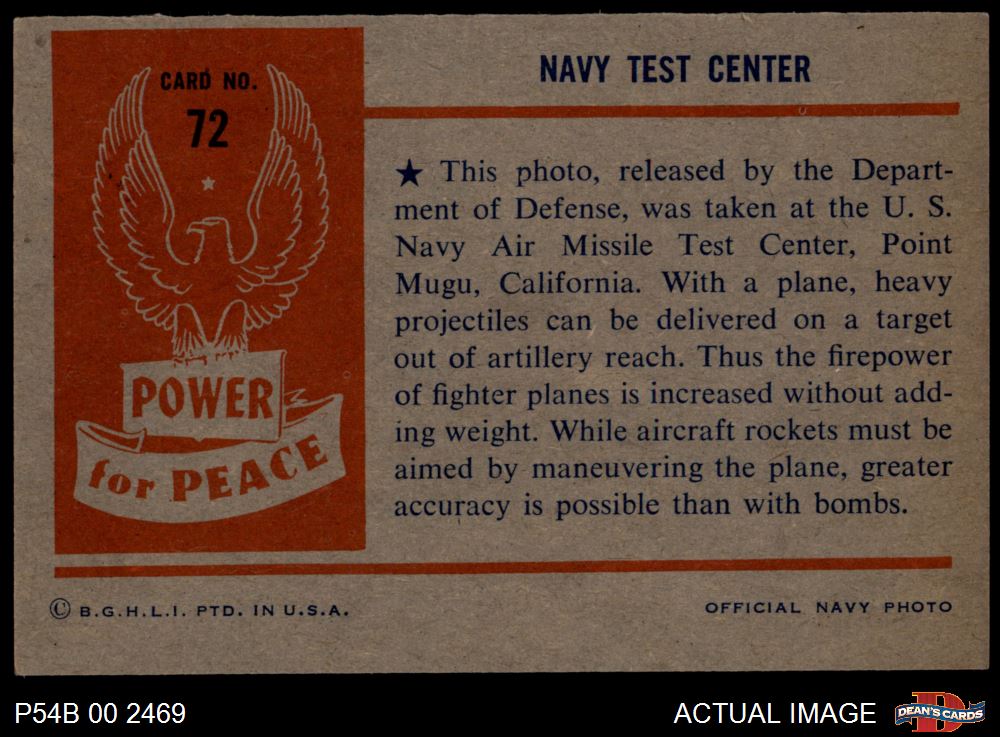 CARD NO.
72
POWER
for PEACE
NAVY TEST CENTER
★ This photo, released by the Depart-
ment of Defense, was taken at the U. S.
Navy Air Missile Test Center, Point
Mugu, California. With a plane, heavy
projectiles can be delivered on a target
out of artillery reach. Thus the firepower
of fighter planes is increased without add-
ing weight. While aircraft rockets must be
aimed by maneuvering the plane, greater
accuracy is possible than with bombs.
© B.G.H.L.I. PTD. IN U.S.A.
OFFICIAL NAVY PHOTO
P54B 00 2469
ACTUAL IMAGE
D
DEAN'S CARDS